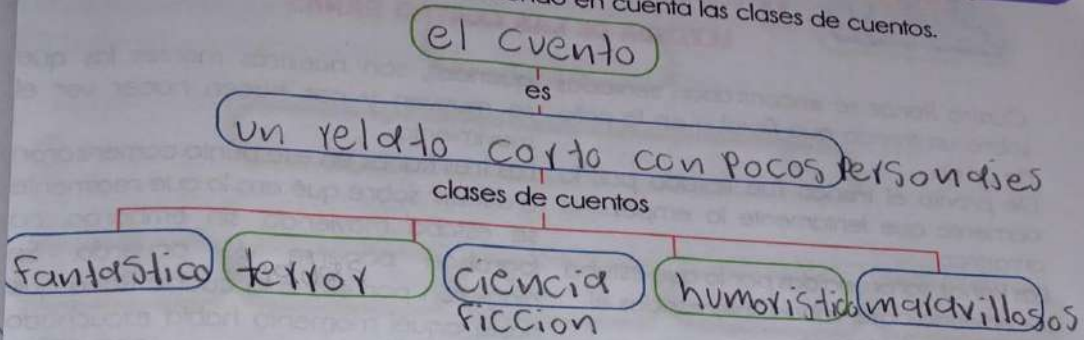 en cuenta las clases de cuentos.
el cuento
es
un relato corto con pocos Personajes
clases de cuentos
fantastico terror ciencia humoristico maravillosos
ficcion